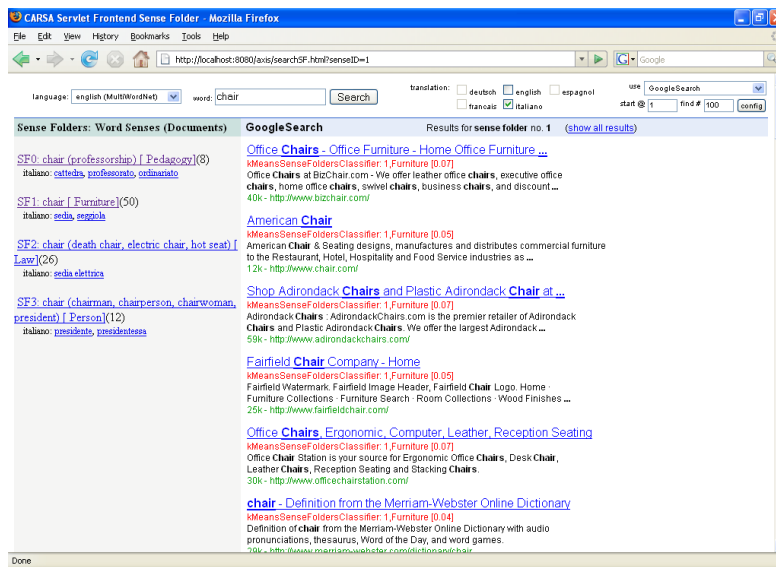 CARSA Servlet Frontend Sense Folder - Mozilla Firefox
File Edit View History Bookmarks Tools Help
http://localhost:8080/axis/searchSF.html?senseID=1
Google
language: english (MultiWordNet) word: chair Search
translation: deutsch english espagnol
francais italiano
use GoogleSearch
start @ 1 find # 100 config
Sense Folders: Word Senses (Documents)
SF0: chair (professorship) [ Pedagogy](8)
italiano: cattedra, professorato, ordinariato
SF1: chair [ Furniture](50)
italiano: sedia, seggiola
SF2: chair (death chair, electric chair, hot seat) [
Law](26)
italiano: sedia elettrica
SF3: chair (chairman, chairperson, chairwoman,
president) [ Person](12)
italiano: presidente, presidentessa
GoogleSearch Results for sense folder no. 1 (show all results)
Office Chairs - Office Furniture - Home Office Furniture ...
kMeansSenseFoldersClassifier: 1,Furniture [0.07]
Office Chairs at BizChair.com - We offer leather office chairs, executive office
chairs, home office chairs, swivel chairs, business chairs, and discount ...
40k - http://www.bizchair.com/
American Chair
kMeansSenseFoldersClassifier: 1,Furniture [0.05]
American Chair & Seating designs, manufactures and distributes commercial furniture
to the Restaurant, Hotel, Hospitality and Food Service industries as ...
12k - http://www.chair.com/
Shop Adirondack Chairs and Plastic Adirondack Chair at ...
kMeansSenseFoldersClassifier: 1,Furniture [0.07]
Adirondack Chairs : AdirondackChairs.com is the premier retailer of Adirondack
Chairs and Plastic Adirondack Chairs. We offer the largest Adirondack ...
59k - http://www.adirondackchairs.com/
Fairfield Chair Company - Home
kMeansSenseFoldersClassifier: 1,Furniture [0.05]
Fairfield Watermark. Fairfield Image Header, Fairfield Chair Logo. Home ·
Furniture Collections · Furniture Search · Room Collections · Wood Finishes ...
25k - http://www.fairfieldchair.com/
Office Chairs, Ergonomic, Computer, Leather, Reception Seating
kMeansSenseFoldersClassifier: 1,Furniture [0.05]
Office Chair Station is your source for Ergonomic Office Chairs, Desk Chair,
Leather Chairs, Reception Seating and Stacking Chairs.
30k - http://www.officechairstation.com/
chair - Definition from the Merriam-Webster Online Dictionary
kMeansSenseFoldersClassifier: 1,Furniture [0.04]
Definition of chair from the Merriam-Webster Online Dictionary with audio
pronunciations, thesaurus, Word of the Day, and word games.
29k - http://www.merriam-webster.com/dictionary/chair
Done